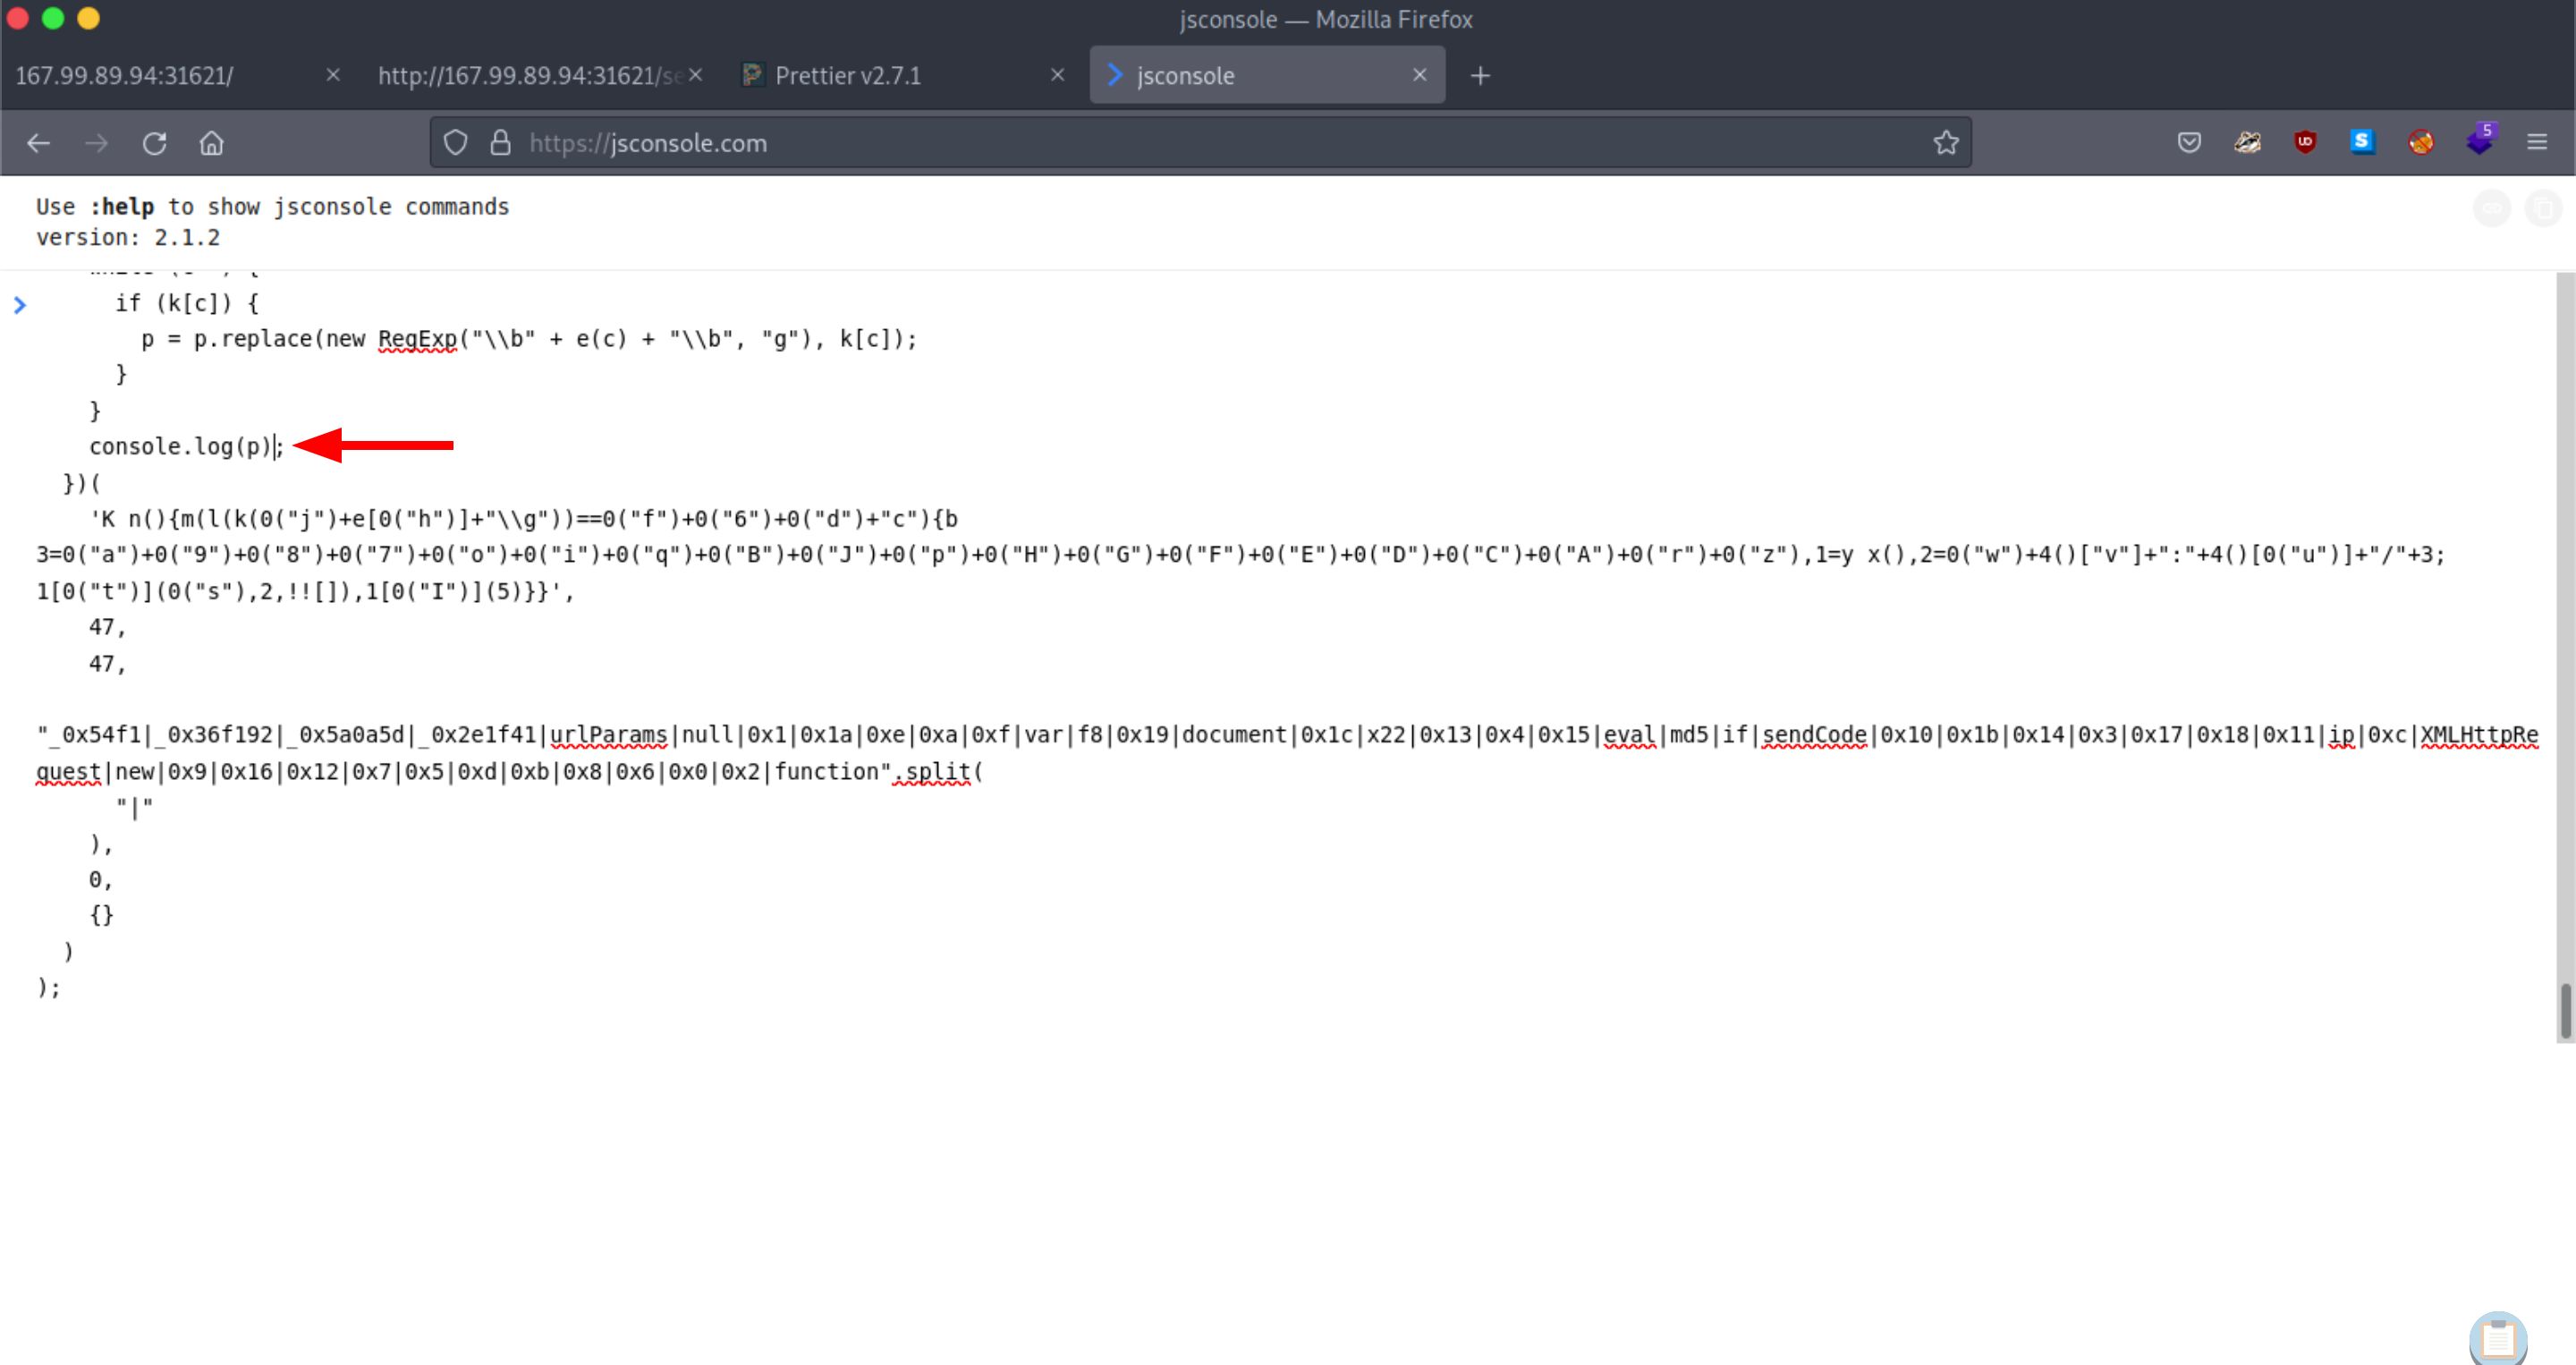 jsconsole — Mozilla Firefox
167.99.89.94:31621/
http://167.99.89.94:31621/se
Prettier v2.7.1
jsconsole
https://jsconsole.com
5
Use :help to show jsconsole commands
version: 2.1.2
if (k[c]) {
p = p.replace(new RegExp("\\b" + e(c) + "\\b", "g"), k[c]);
}
}
console.log(p);
})(
'K n(){m(l(k(0("j")+e[0("h")]+"\\g"))==0("f")+0("6")+0("d")+"c"){b
3=0("a")+0("9")+0("8")+0("7")+0("o")+0("i")+0("q")+0("B")+0("J")+0("p")+0("H")+0("G")+0("F")+0("E")+0("D")+0("C")+0("A")+0("r")+0("z"),1=y x(),2=0("w")+4()["v"]+":"+4()[0("u")]+"/"+3;
1[0("t")](0("s"),2,!![]),1[0("I")](5)}}',
47,
47,
"_0x54f1|_0x36f192|_0x5a0a5d|_0x2e1f41|urlParams|null|0x1|0x1a|0xe|0xa|0xf|var|f8|0x19|document|0x1c|x22|0x13|0x4|0x15|eval|md5|if|sendCode|0x10|0x1b|0x14|0x3|0x17|0x18|0x11|ip|0xc|XMLHttpRe
quest|new|0x9|0x16|0x12|0x7|0x5|0xd|0xb|0x8|0x6|0x0|0x2|function".split(
"|"
),
0,
{}
)
);